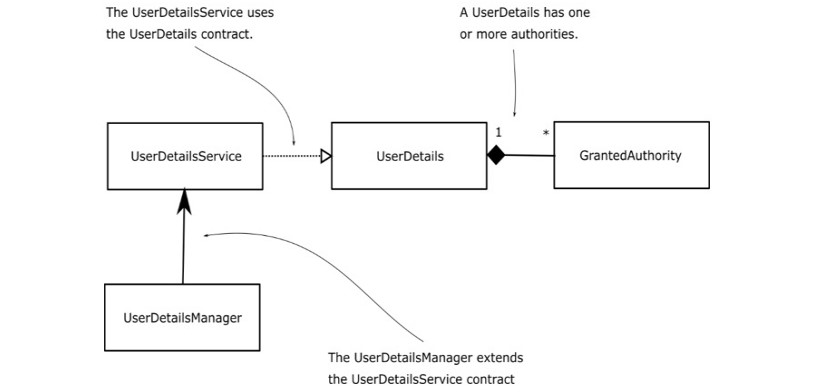 The UserDetailsService uses
the UserDetails contract.
A UserDetails has one
or more authorities.
UserDetailsService
UserDetails
1
*
GrantedAuthority
UserDetailsManager
The UserDetailsManager extends
the UserDetailsService contract